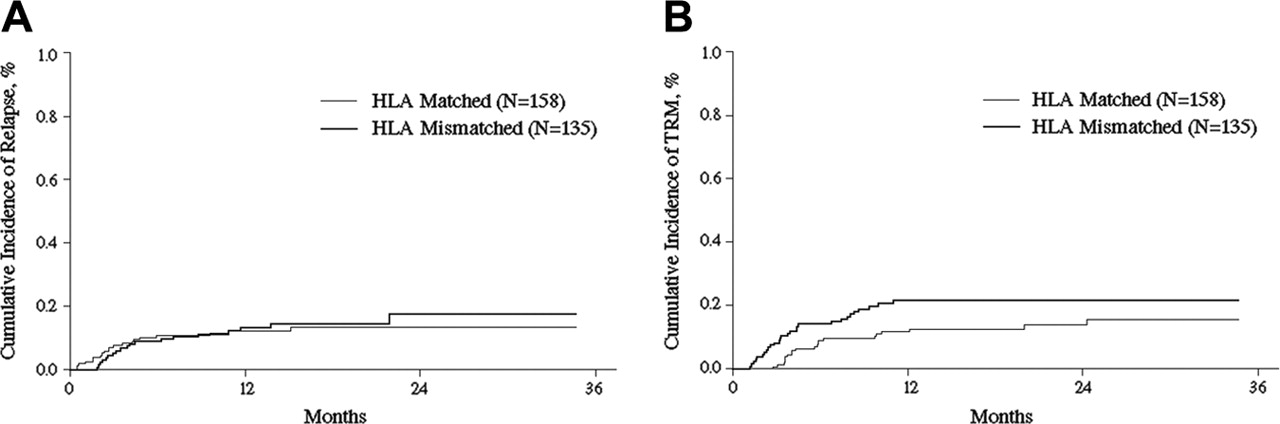 A
Cumulative Incidence of Relapse, %
1.0
0.8
0.6
0.4
0.2
0.0
HLA Matched (N=158)
HLA Mismatched (N=135)
0 12 24 36
Months
B
Cumulative Incidence of TRM, %
1.0
0.8
0.6
0.4
0.2
0.0
HLA Matched (N=158)
HLA Mismatched (N=135)
0 12 24 36
Months